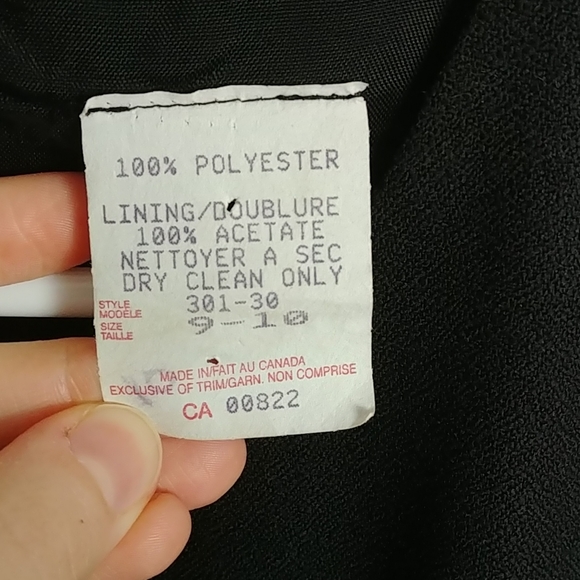 100% POLYESTER
LINING/DOUBLURE
100% ACETATE
NETTOYER A SEC
DRY CLEAN ONLY
STYLE
MODÈLE 301-30
SIZE
TAILLE 9-10
MADE IN/FAIT AU CANADA
EXCLUSIVE OF TRIM/GARN. NON COMPRISE
CA 00822